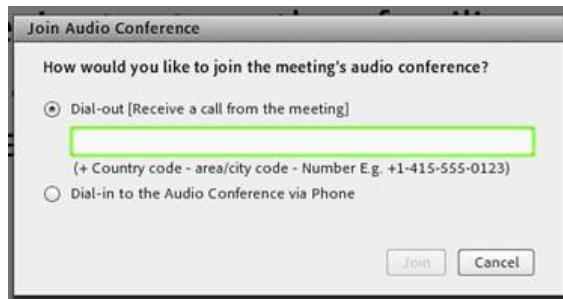 Join Audio Conference
How would you like to join the meeting's audio conference?
Dial-out [Receive a call from the meeting]
(+ Country code - area/city code - Number E.g. +1-415-555-0123)
Dial-in to the Audio Conference via Phone
Join Cancel